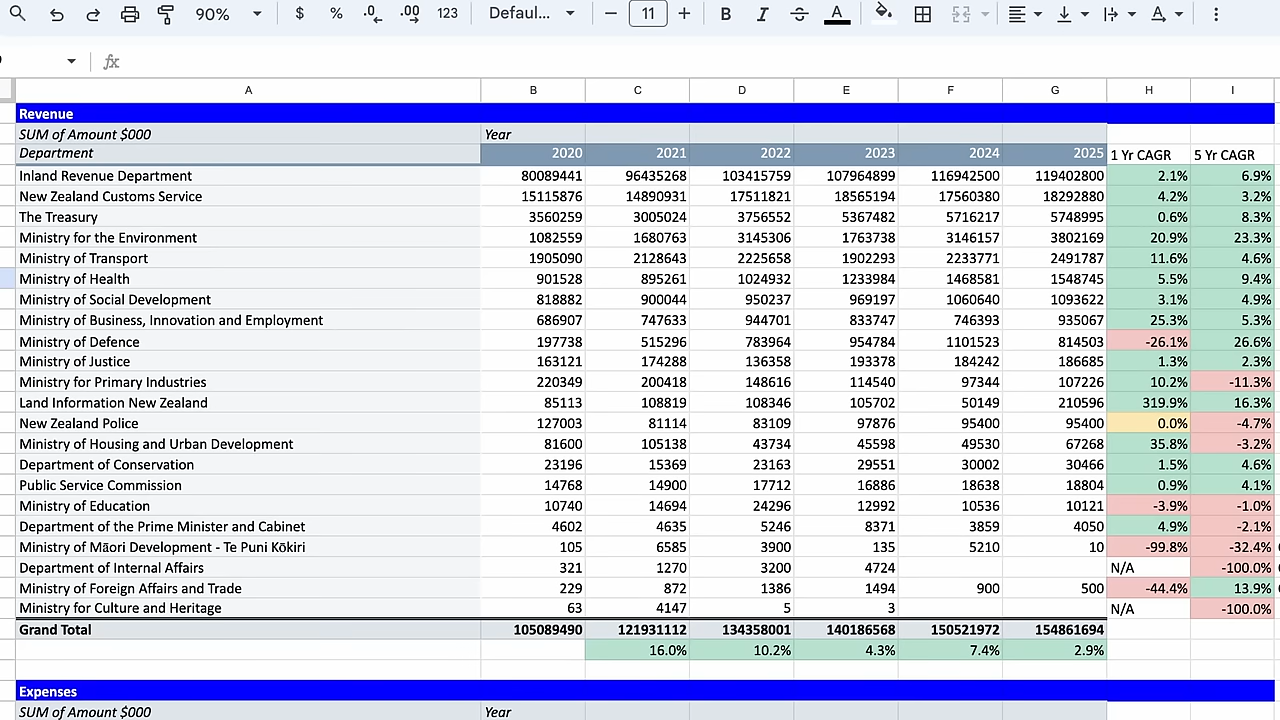 90% $ % .0 .00 123 Defaul... − 11 + B I A
fx
A B C D E F G H I
Revenue
SUM of Amount $000 Year
Department 2020 2021 2022 2023 2024 2025 1 Yr CAGR 5 Yr CAGR
Inland Revenue Department 80089441 96435268 103415759 107964899 116942500 119402800 2.1% 6.9%
New Zealand Customs Service 15115876 14890931 17511821 18565194 17560380 18292880 4.2% 3.2%
The Treasury 3560259 3005024 3756552 5367482 5716217 5748995 0.6% 8.3%
Ministry for the Environment 1082559 1680763 3145306 1763738 3146157 3802169 20.9% 23.3%
Ministry of Transport 1905090 2128643 2225658 1902293 2233771 2491787 11.6% 4.6%
Ministry of Health 901528 895261 1024932 1233984 1468581 1548745 5.5% 9.4%
Ministry of Social Development 818882 900044 950237 969197 1060640 1093622 3.1% 4.9%
Ministry of Business, Innovation and Employment 686907 747633 944701 833747 746393 935067 25.3% 5.3%
Ministry of Defence 197738 515296 783964 954784 1101523 814503 -26.1% 26.6%
Ministry of Justice 163121 174288 136358 193378 184242 186685 1.3% 2.3%
Ministry for Primary Industries 220349 200418 148616 114540 97344 107226 10.2% -11.3%
Land Information New Zealand 85113 108819 108346 105702 50149 210596 319.9% 16.3%
New Zealand Police 127003 81114 83109 97876 95400 95400 0.0% -4.7%
Ministry of Housing and Urban Development 81600 105138 43734 45598 49530 67268 35.8% -3.2%
Department of Conservation 23196 15369 23163 29551 30002 30466 1.5% 4.6%
Public Service Commission 14768 14900 17712 16886 18638 18804 0.9% 4.1%
Ministry of Education 10740 14694 24296 12992 10536 10121 -3.9% -1.0%
Department of the Prime Minister and Cabinet 4602 4635 5246 8371 3859 4050 4.9% -2.1%
Ministry of Māori Development - Te Puni Kōkiri 105 6585 3900 135 5210 10 -99.8% -32.4%
Department of Internal Affairs 321 1270 3200 4724 N/A -100.0%
Ministry of Foreign Affairs and Trade 229 872 1386 1494 900 500 -44.4% 13.9%
Ministry for Culture and Heritage 63 4147 5 3 N/A -100.0%
Grand Total 105089490 121931112 134358001 140186568 150521972 154861694
16.0% 10.2% 4.3% 7.4% 2.9%
Expenses
SUM of Amount $000 Year